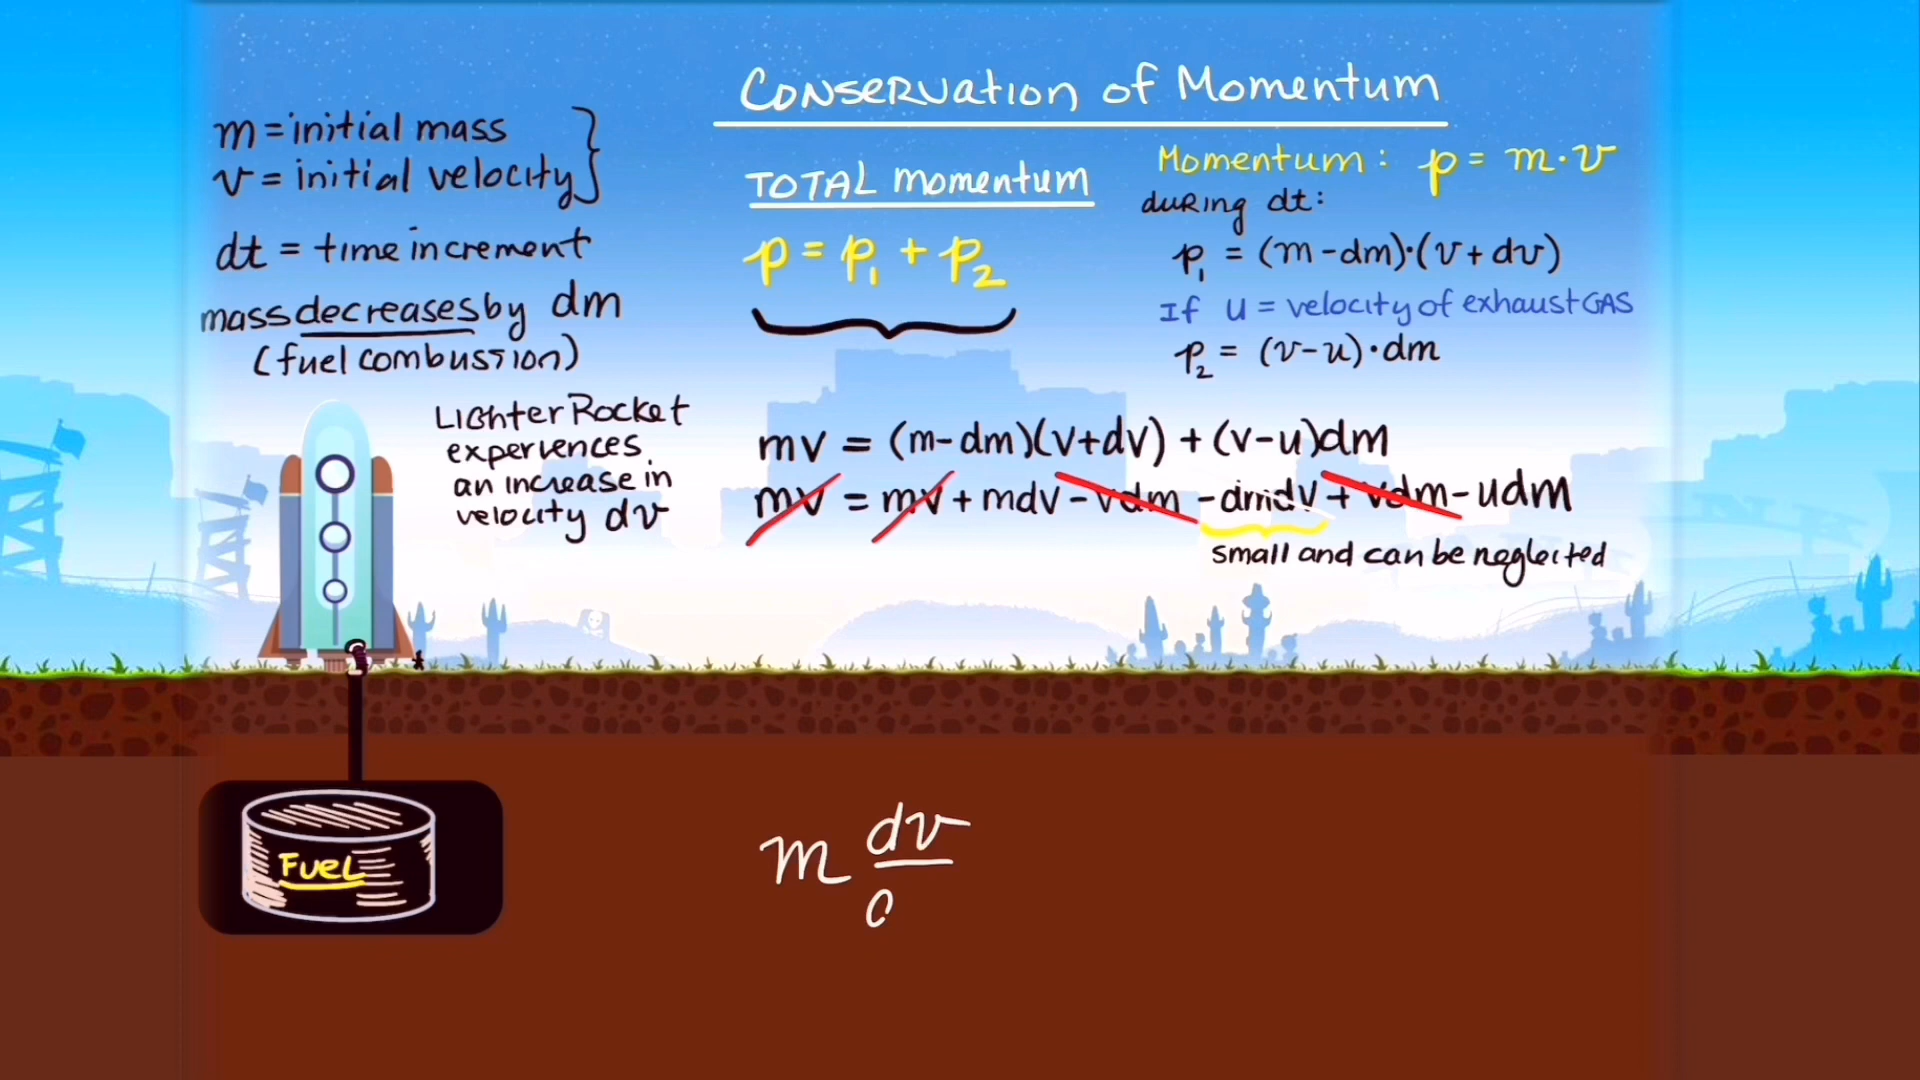 Conservation of Momentum
m = initial mass
v = initial velocity
dt = time increment
mass decreases by dm
(fuel combussion)
Lighter Rocket
experiences
an increase in
velocity dv
TOTAL momentum
p = p₁ + p₂
Momentum: p = m·v
during dt:
p₁ = (m-dm)·(v+dv)
If u = velocity of exhaust GAS
p₂ = (v-u)·dm
mv = (m-dm)(v+dv) + (v-u)dm
mv = mv + mdv - vdm - dmdv + vdm - udm
small and can be neglected
FUEL
m dv